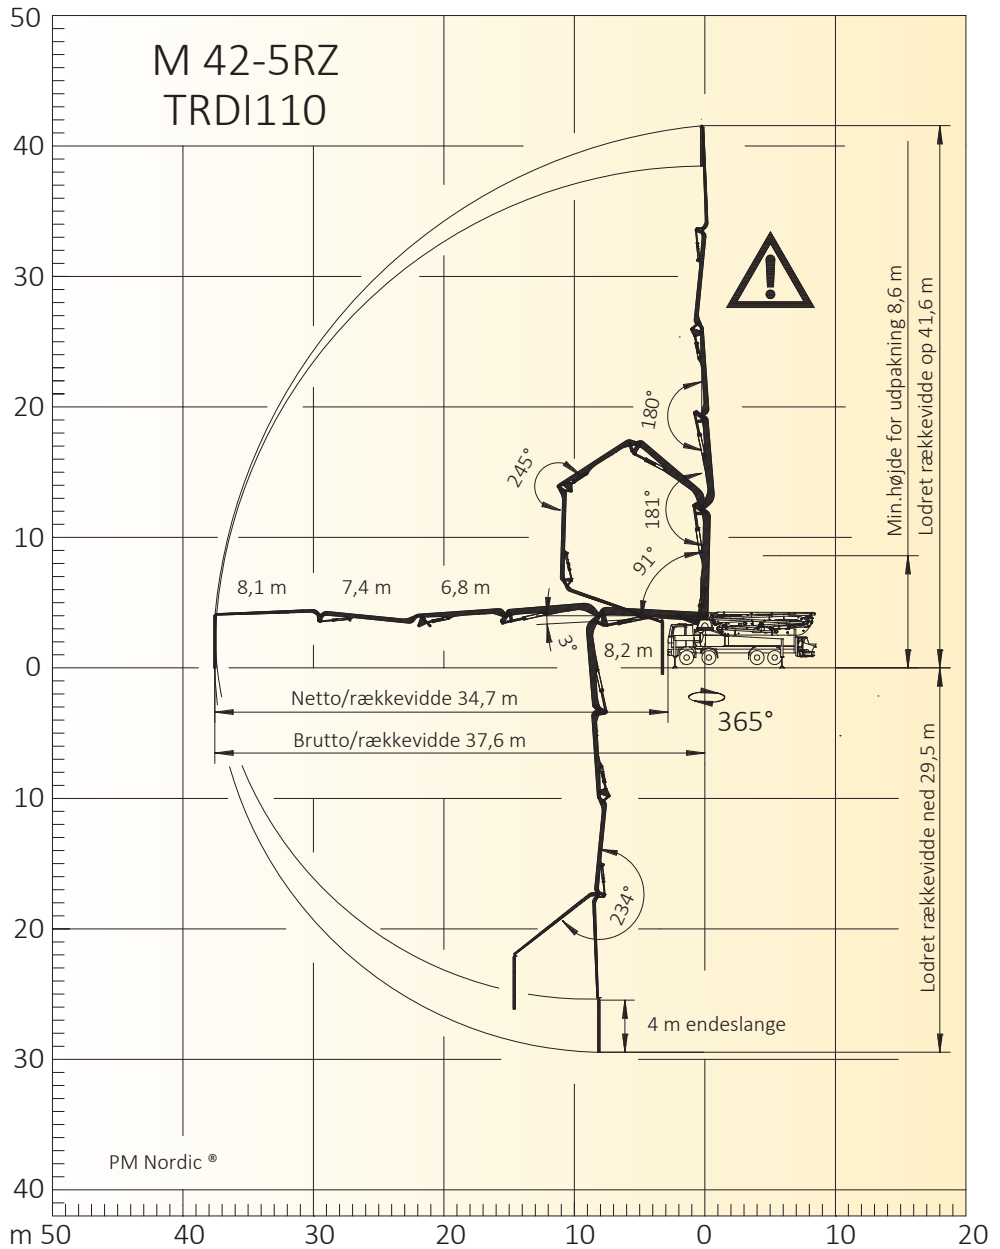 M 42-5RZ
TRDI110
50
40
30
20
10
0
10
20
30
40
m 50
40
30
20
10
0
10
20
Min.højde for udpakning 8,6 m
Lodret rækkevidde op 41,6 m
180°
245°
181°
91°
8,1 m
7,4 m
6,8 m
3°
8,2 m
Netto/rækkevidde 34,7 m
365°
Brutto/rækkevidde 37,6 m
Lodret rækkevidde ned 29,5 m
234°
4 m endeslange
PM Nordic ®